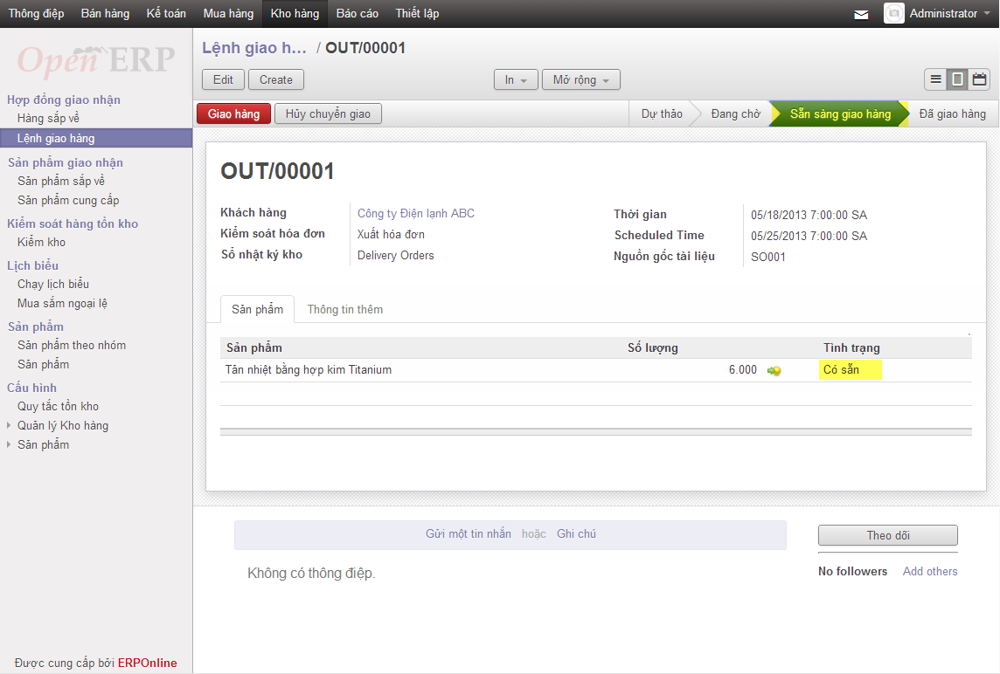 Thông điệp Bán hàng Kế toán Mua hàng Kho hàng Báo cáo Thiết lập Administrator
Open ERP
Lệnh giao h... / OUT/00001
Edit Create In Mở rộng
Giao hàng Hủy chuyển giao Dự thảo Đang chờ Sẵn sàng giao hàng Đã giao hàng
Hợp đồng giao nhận
Hàng sắp về
Lệnh giao hàng
Sản phẩm giao nhận
Sản phẩm sắp về
Sản phẩm cung cấp
Kiểm soát hàng tồn kho
Kiểm kho
Lịch biểu
Chạy lịch biểu
Mua sắm ngoại lệ
Sản phẩm
Sản phẩm theo nhóm
Sản phẩm
Cấu hình
Quy tắc tồn kho
Quản lý Kho hàng
Sản phẩm
Được cung cấp bởi ERPOnline
OUT/00001
Khách hàng Công ty Điện lạnh ABC
Kiểm soát hóa đơn Xuất hóa đơn
Sổ nhật ký kho Delivery Orders
Thời gian 05/18/2013 7:00:00 SA
Scheduled Time 05/25/2013 7:00:00 SA
Nguồn gốc tài liệu SO001
Sản phẩm Thông tin thêm
Sản phẩm Số lượng Tình trạng
Tản nhiệt bằng hợp kim Titanium 6.000 Có sẵn
Gửi một tin nhắn hoặc Ghi chú
Không có thông điệp.
Theo dõi
No followers Add others